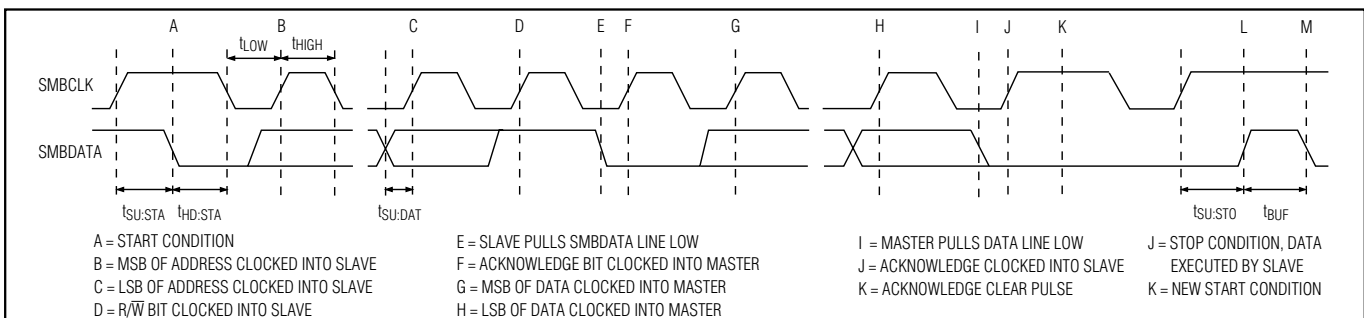 A B C D E F G H I J K L M
tLOW tHIGH
SMBCLK
SMBDATA
tSU:STA tHD:STA tSU:DAT tSU:STO tBUF
A = START CONDITION
B = MSB OF ADDRESS CLOCKED INTO SLAVE
C = LSB OF ADDRESS CLOCKED INTO SLAVE
D = R/W̅ BIT CLOCKED INTO SLAVE
E = SLAVE PULLS SMBDATA LINE LOW
F = ACKNOWLEDGE BIT CLOCKED INTO MASTER
G = MSB OF DATA CLOCKED INTO MASTER
H = LSB OF DATA CLOCKED INTO MASTER
I = MASTER PULLS DATA LINE LOW
J = ACKNOWLEDGE CLOCKED INTO SLAVE
K = ACKNOWLEDGE CLEAR PULSE
J = STOP CONDITION, DATA
EXECUTED BY SLAVE
K = NEW START CONDITION